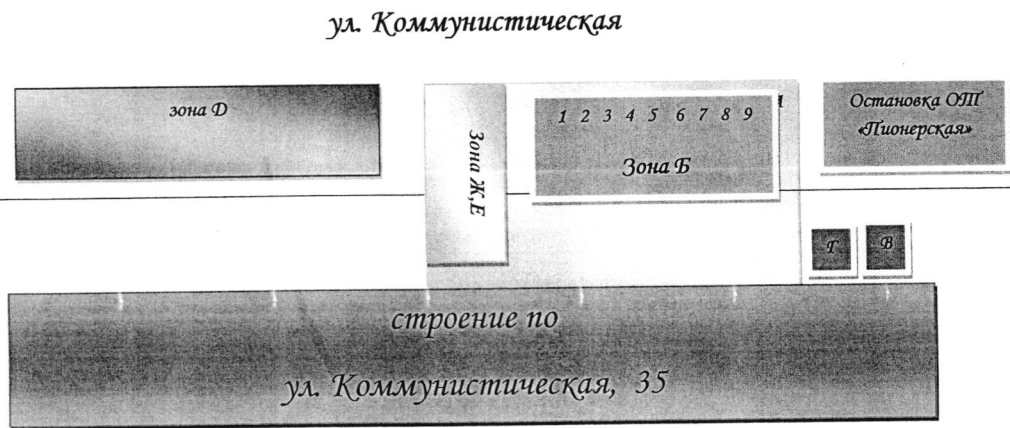 ул. Коммунистическая
зона Д
Зона Ж,Е
1 2 3 4 5 6 7 8 9
Зона Б
Остановка ОТ
«Пионерская»
Г В
строение по
ул. Коммунистическая, 35